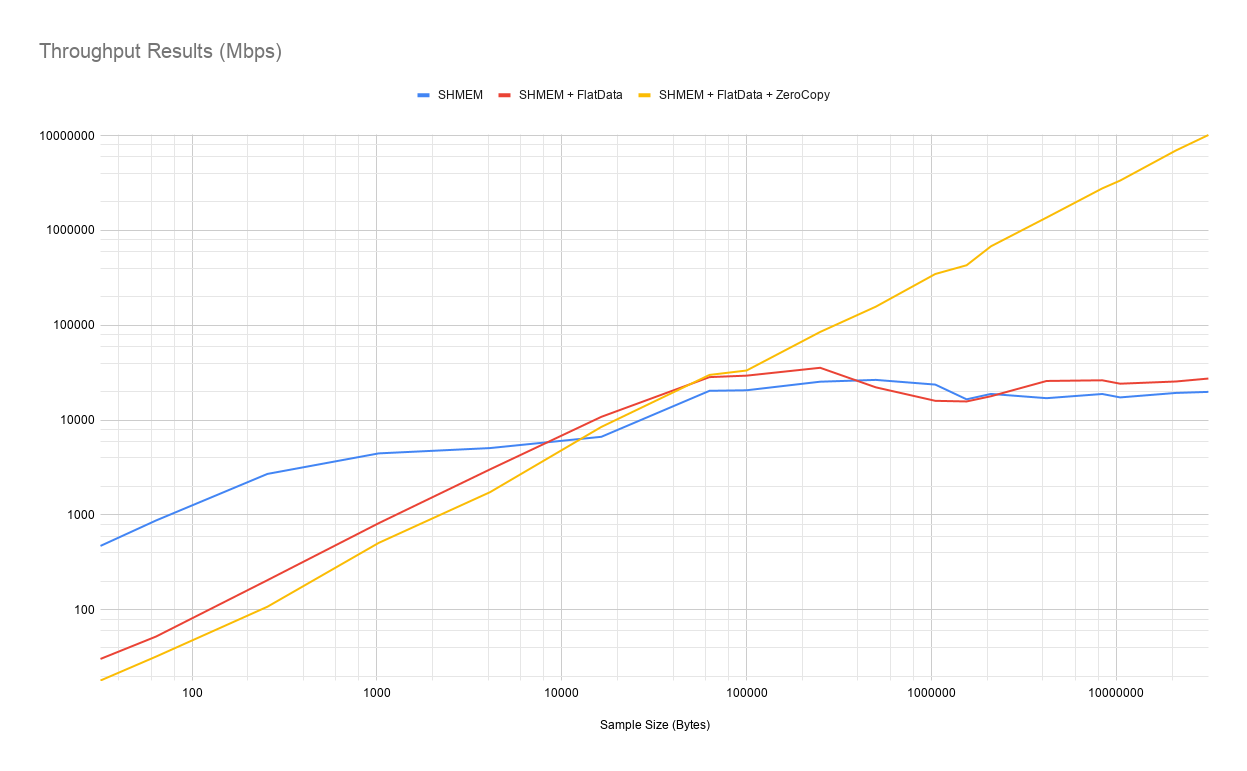 Throughput Results (Mbps)
SHMEM SHMEM + FlatData SHMEM + FlatData + ZeroCopy
10000000
1000000
100000
10000
1000
100
100 1000 10000 100000 1000000 10000000
Sample Size (Bytes)